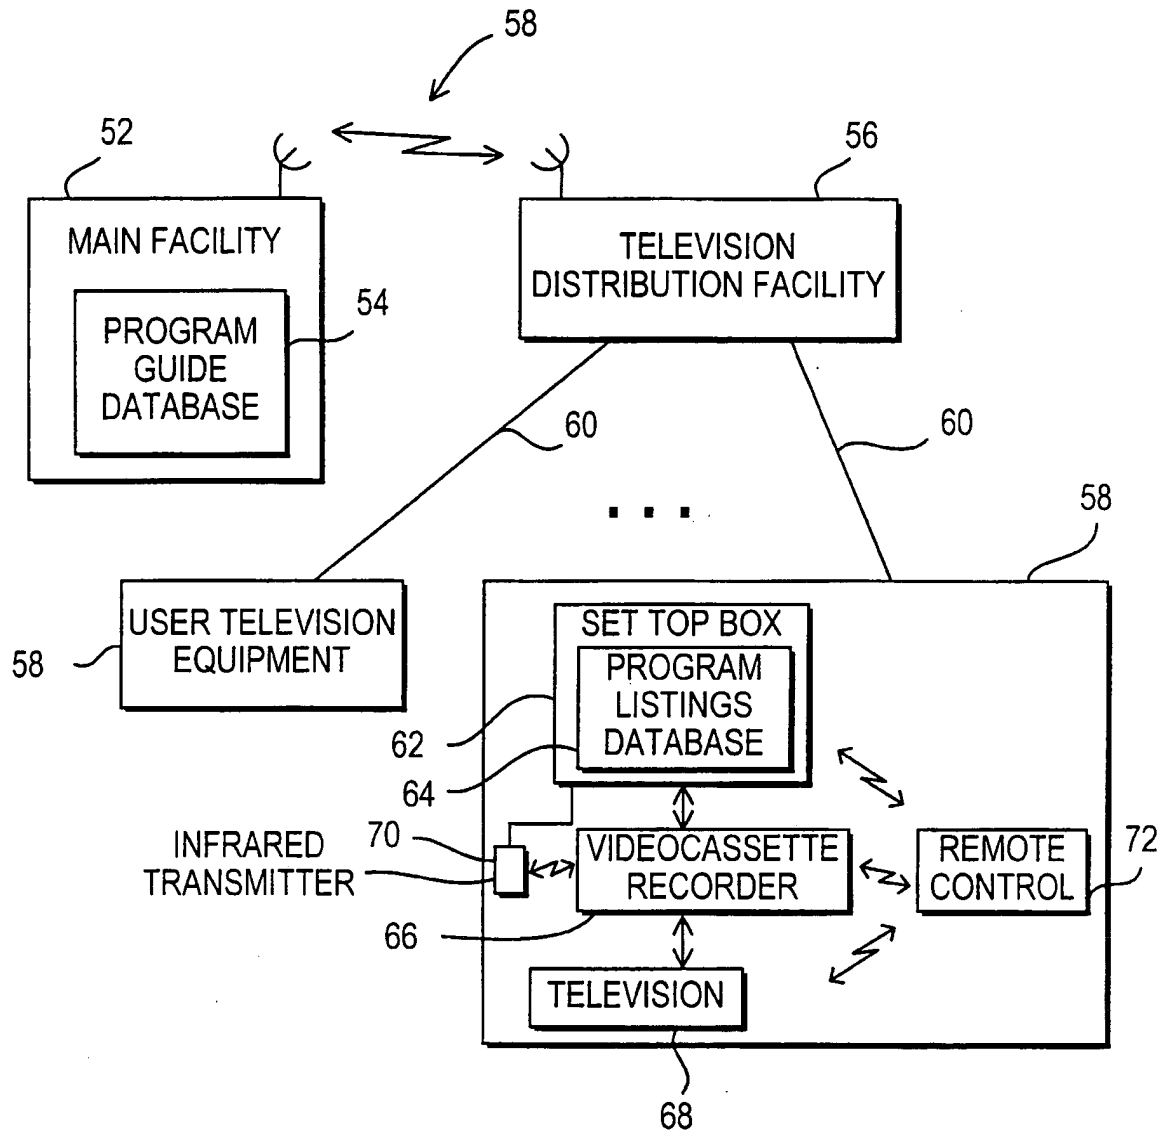 58
52
56
MAIN FACILITY
TELEVISION
DISTRIBUTION FACILITY
54
PROGRAM
GUIDE
DATABASE
60
60
58
USER TELEVISION
EQUIPMENT
58
SET TOP BOX
PROGRAM
LISTINGS
DATABASE
62
64
70
INFRARED
TRANSMITTER
VIDEOCASSETTE
RECORDER
REMOTE
CONTROL
72
66
TELEVISION
68